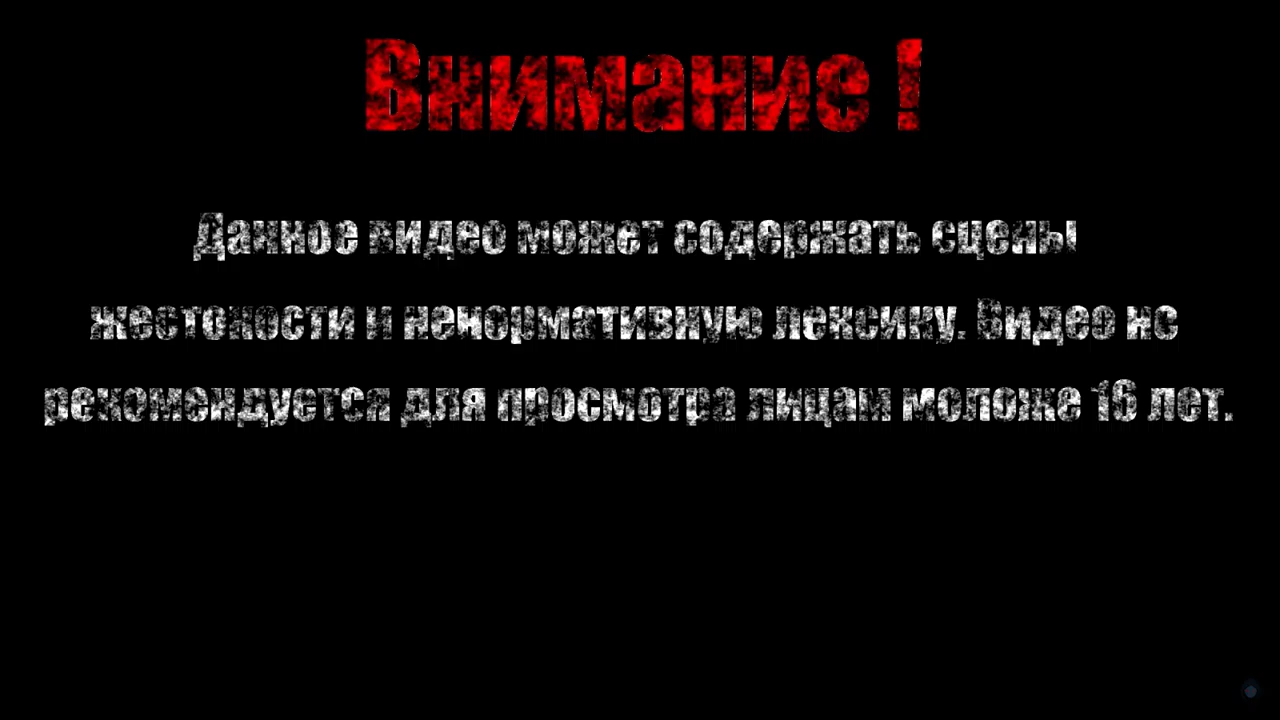 Внимание !
Данное видео может содержать сцены
жестокости и ненормативную лексику. Видео не
рекомендуется для просмотра лицам моложе 16 лет.